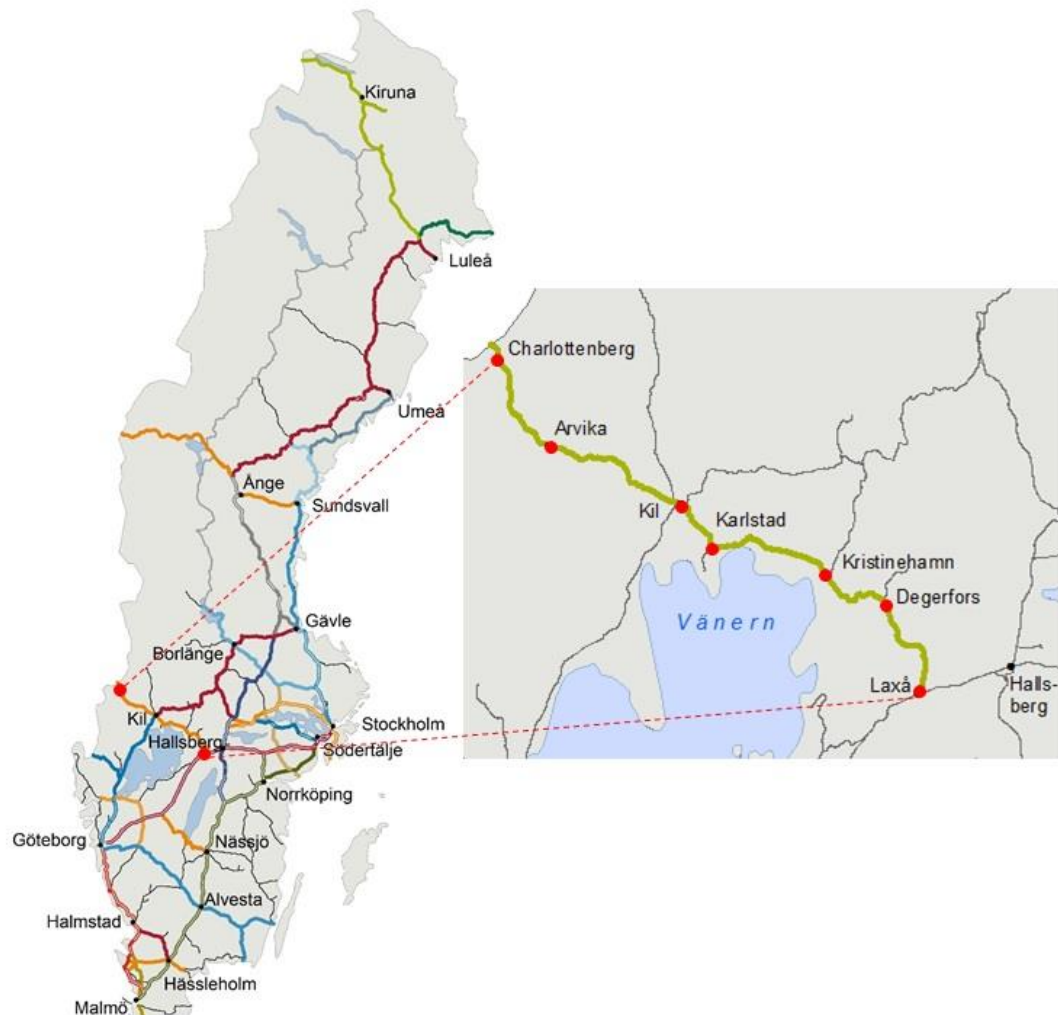 Kiruna
Luleå
Umeå
Ånge
Sundsvall
Gävle
Borlänge
Kil
Stockholm
Hallsberg
Södertälje
Norrköping
Göteborg
Nässjö
Alvesta
Halmstad
Hässleholm
Malmö
Charlottenberg
Arvika
Kil
Karlstad
Kristinehamn
Degerfors
Vänern
Laxå
Halls-
berg